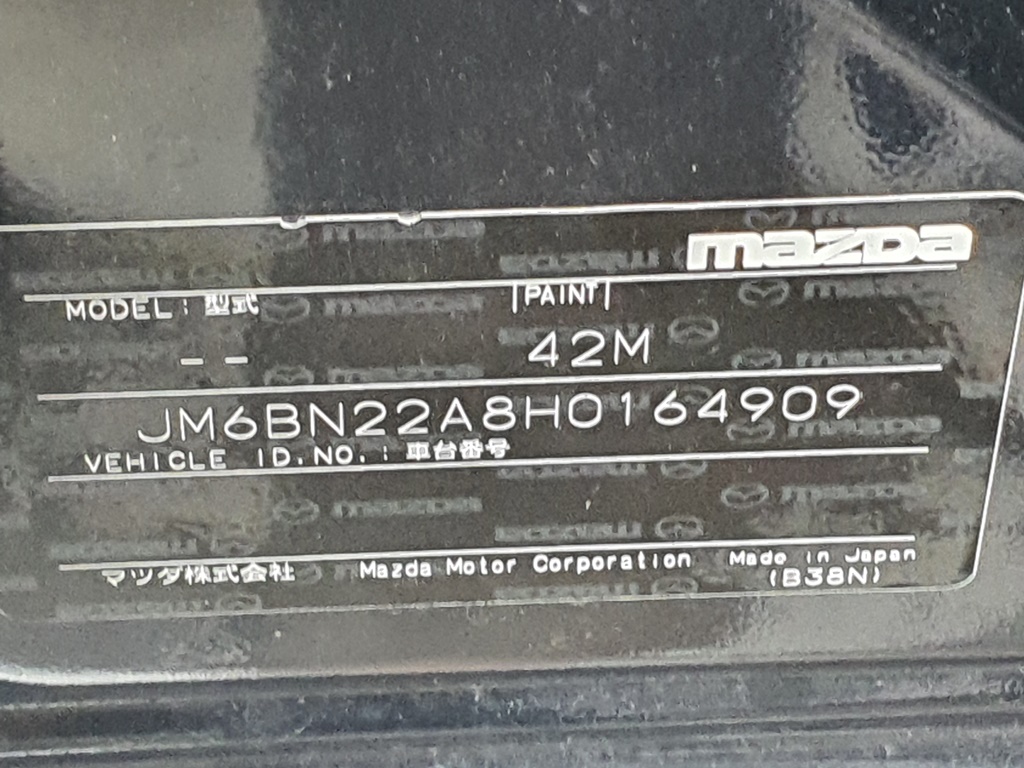 mazda
MODEL : 型式 |PAINT|
-- 42M
JM6BN22A8H0164909
VEHICLE ID.NO. : 車台番号
マツダ株式会社 Mazda Motor Corporation Made in Japan
(B38N)